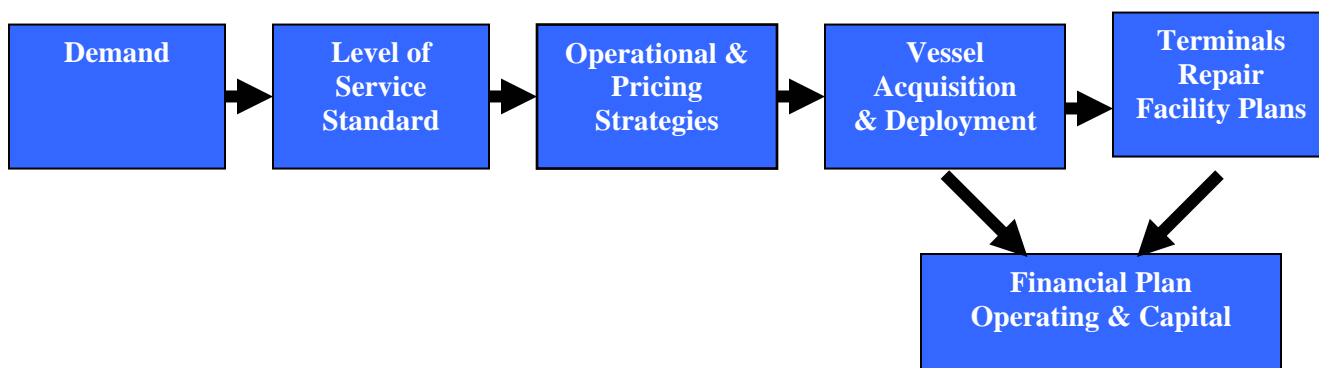 Demand
Level of
Service
Standard
Operational &
Pricing
Strategies
Vessel
Acquisition
& Deployment
Terminals
Repair
Facility Plans
Financial Plan
Operating & Capital